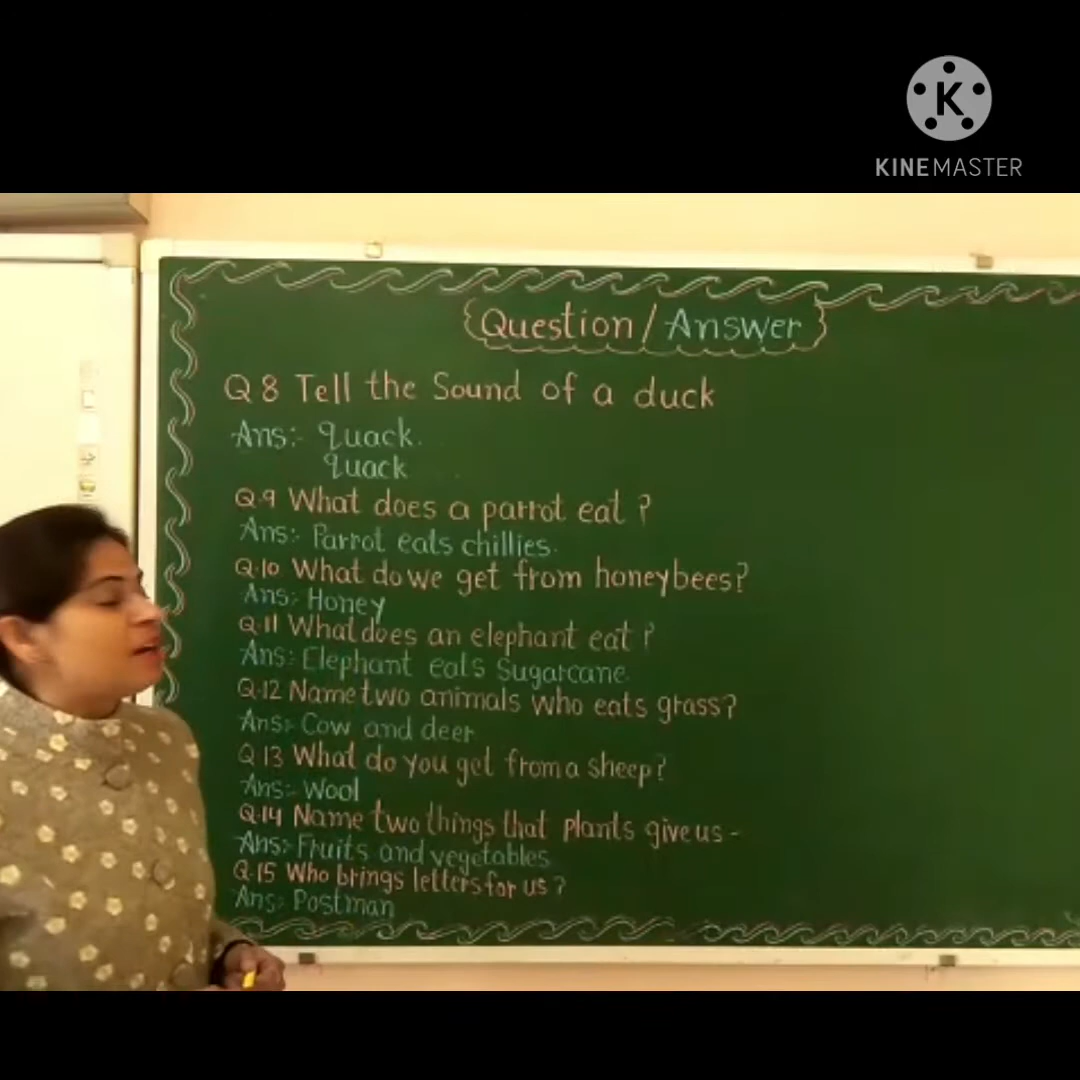 K
KINEMASTER
Question/Answer
Q 8 Tell the Sound of a duck
Ans:- quack.
quack
Q.9 What does a parrot eat ?
Ans:- Parrot eats chillies.
Q.10 What do we get from honeybees?
Ans:- Honey
Q.11 What does an elephant eat ?
Ans:- Elephant eats Sugarcane.
Q.12 Name two animals who eats grass?
Ans:- Cow and deer
Q.13 What do you get from a sheep?
Ans:- Wool
Q.14 Name two things that plants give us -
Ans:- Fruits and vegetables
Q.15 Who brings letters for us ?
Ans:- Postman